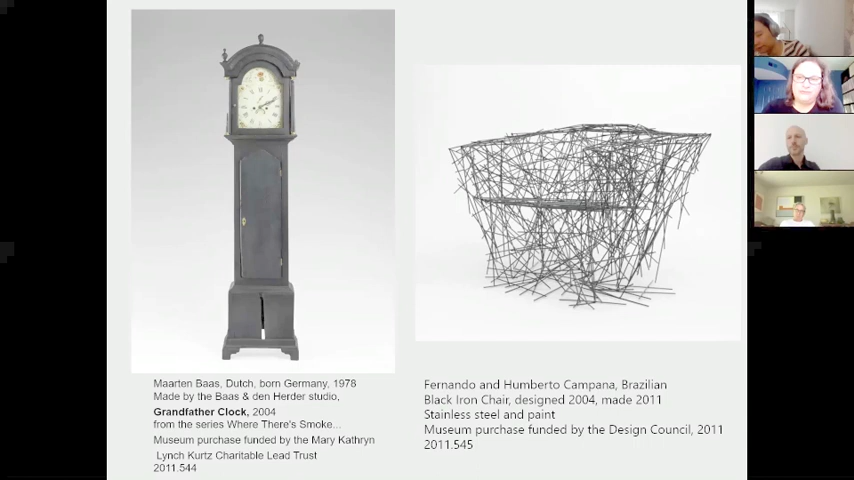 Maarten Baas, Dutch, born Germany, 1978
Made by the Baas & den Herder studio,
Grandfather Clock, 2004
from the series Where There's Smoke...
Museum purchase funded by the Mary Kathryn
Lynch Kurtz Charitable Lead Trust
2011.544
Fernando and Humberto Campana, Brazilian
Black Iron Chair, designed 2004, made 2011
Stainless steel and paint
Museum purchase funded by the Design Council, 2011
2011.545